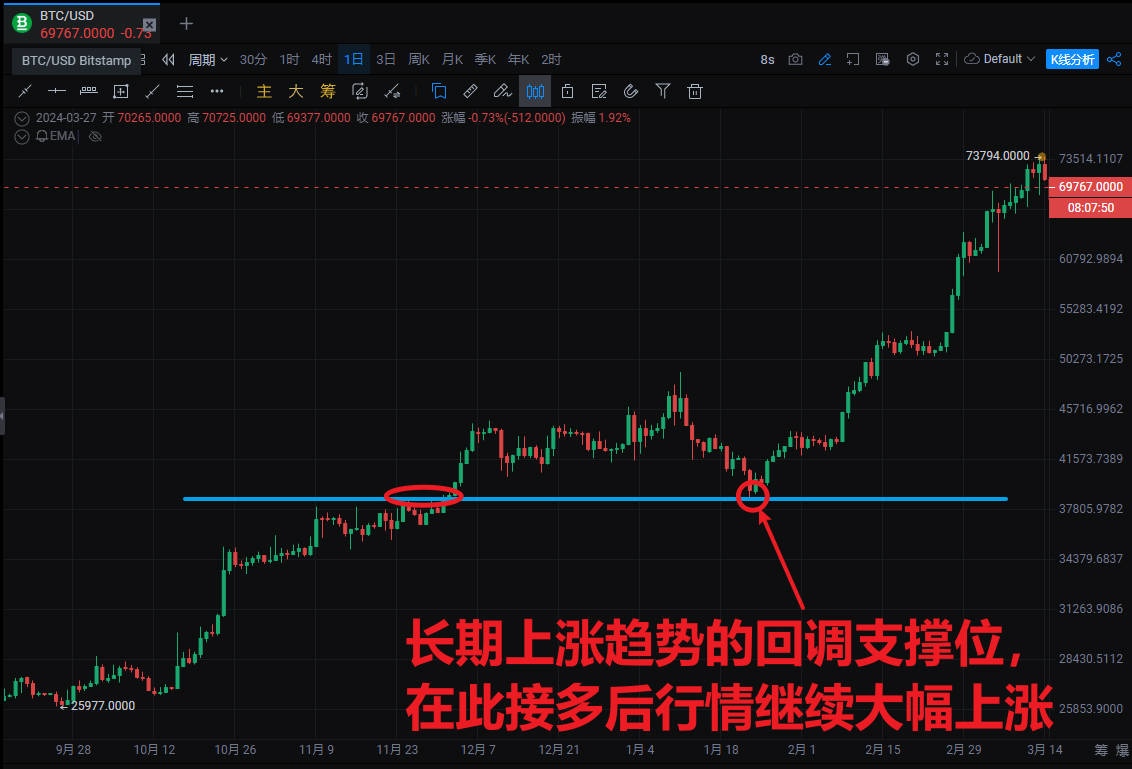 BTC/USD
69767.0000 -0.73
BTC/USD Bitstamp
周期 30分 1时 4时 1日 3日 周K 月K 季K 年K 2时
8s
Default
K线分析
主 大 筹
2024-03-27 开 70265.0000 高 70725.0000 低 69377.0000 收 69767.0000 涨幅 -0.73%(-512.0000) 振幅 1.92%
EMA
73794.0000
73514.1107
69767.0000
08:07:50
60792.9894
55283.4192
50273.1725
45716.9962
41573.7389
37805.9782
34379.6837
31263.9086
长期上涨趋势的回调支撑位，
28430.5112
在此接多后行情继续大幅上涨
25977.0000
25853.9000
9月 28 10月 12 10月 26 11月 9 11月 23 12月 7 12月 21 1月 4 1月 18 2月 1 2月 15 2月 29 3月 14 筹 爆